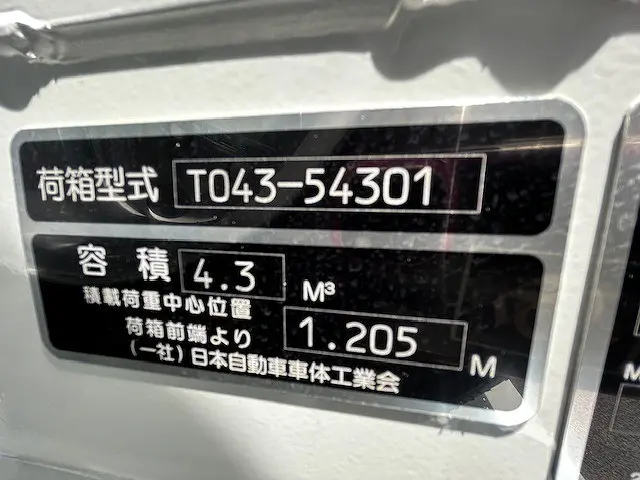 荷箱型式 T043-54301
容積 4.3 M³
積載荷重中心位置
荷箱前端より 1.205 M
(一社)日本自動車車体工業会
M